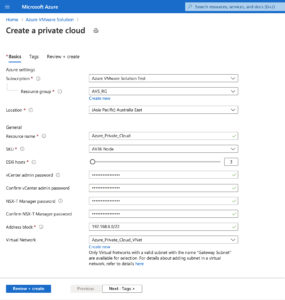 Microsoft Azure
Search resources, services, and docs (G+/)
Home > Azure VMware Solution >
Create a private cloud
* Basics Tags Review + create
Azure settings
Subscription *
Azure VMware Solution Test
Resource group *
AVS_RG
Create new
Location *
(Asia Pacific) Australia East
General
Resource name *
Azure_Private_Cloud
SKU *
AV36 Node
ESXi hosts *
3
vCenter admin password
Confirm vCenter admin password
NSX-T Manager password
Confirm NSX-T Manager password
Address block *
192.168.0.0/22
Virtual Network
Azure_Private_Cloud_VNet
Create new
Only Virtual Networks with a valid subnet with the name "Gateway Subnet"
are available for selection. For details about adding subnet in a virtual
network, refer to details here
Review + create
Previous
Next : Tags >